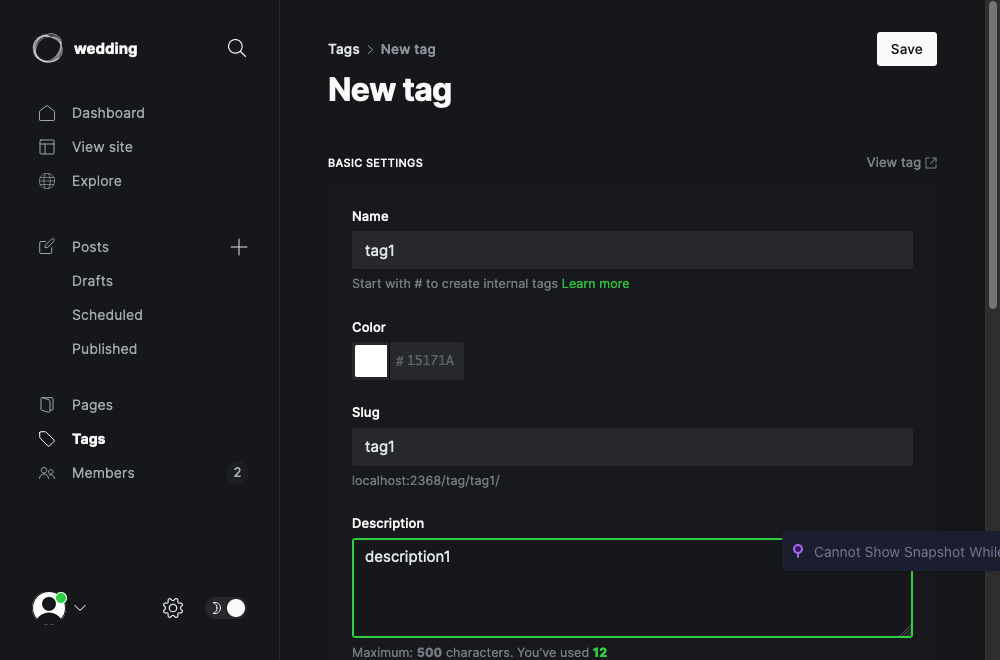 wedding
Dashboard
View site
Explore
Posts
Drafts
Scheduled
Published
Pages
Tags
Members 2
Tags > New tag
Save
New tag
BASIC SETTINGS
View tag
Name
tag1
Start with # to create internal tags Learn more
Color
# 15171A
Slug
tag1
localhost:2368/tag/tag1/
Description
description1
Cannot Show Snapshot While
Maximum: 500 characters. You've used 12